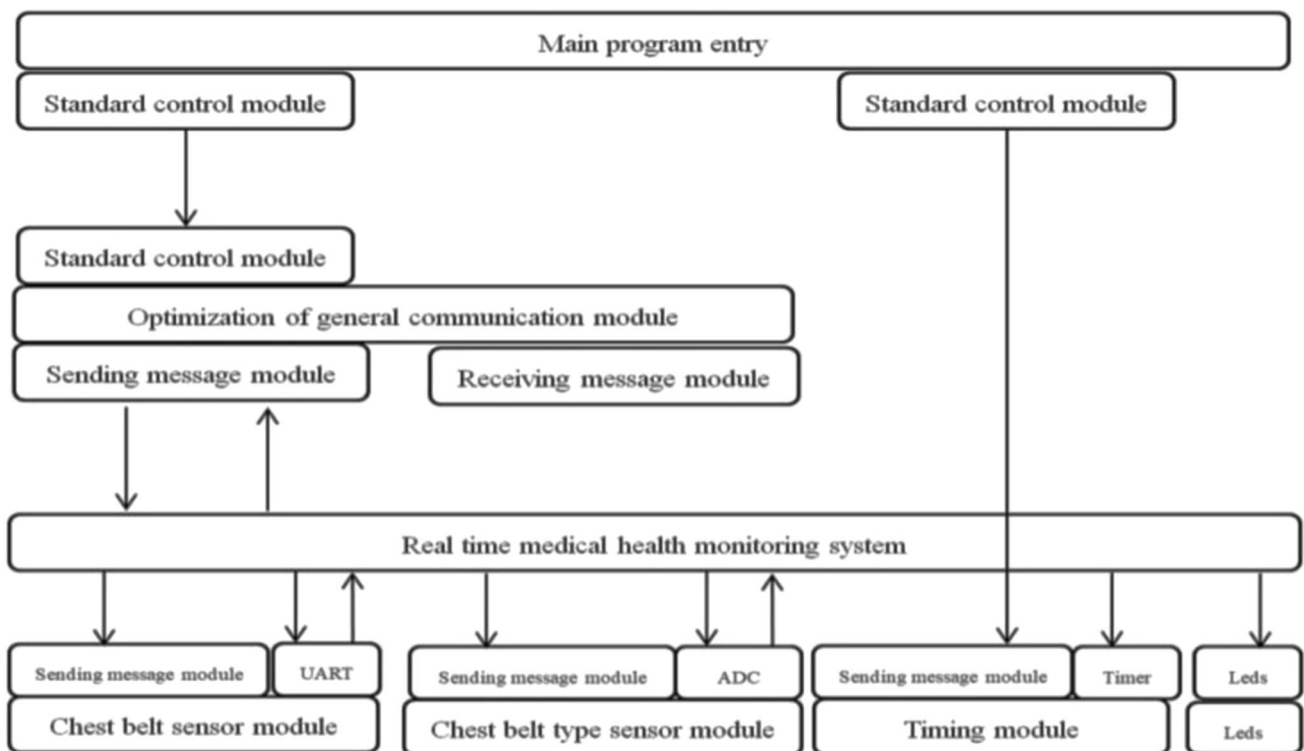 Main program entry
Standard control module
Standard control module
Standard control module
Optimization of general communication module
Sending message module
Receiving message module
Real time medical health monitoring system
Sending message module
UART
Sending message module
ADC
Sending message module
Timer
Leds
Chest belt sensor module
Chest belt type sensor module
Timing module
Leds